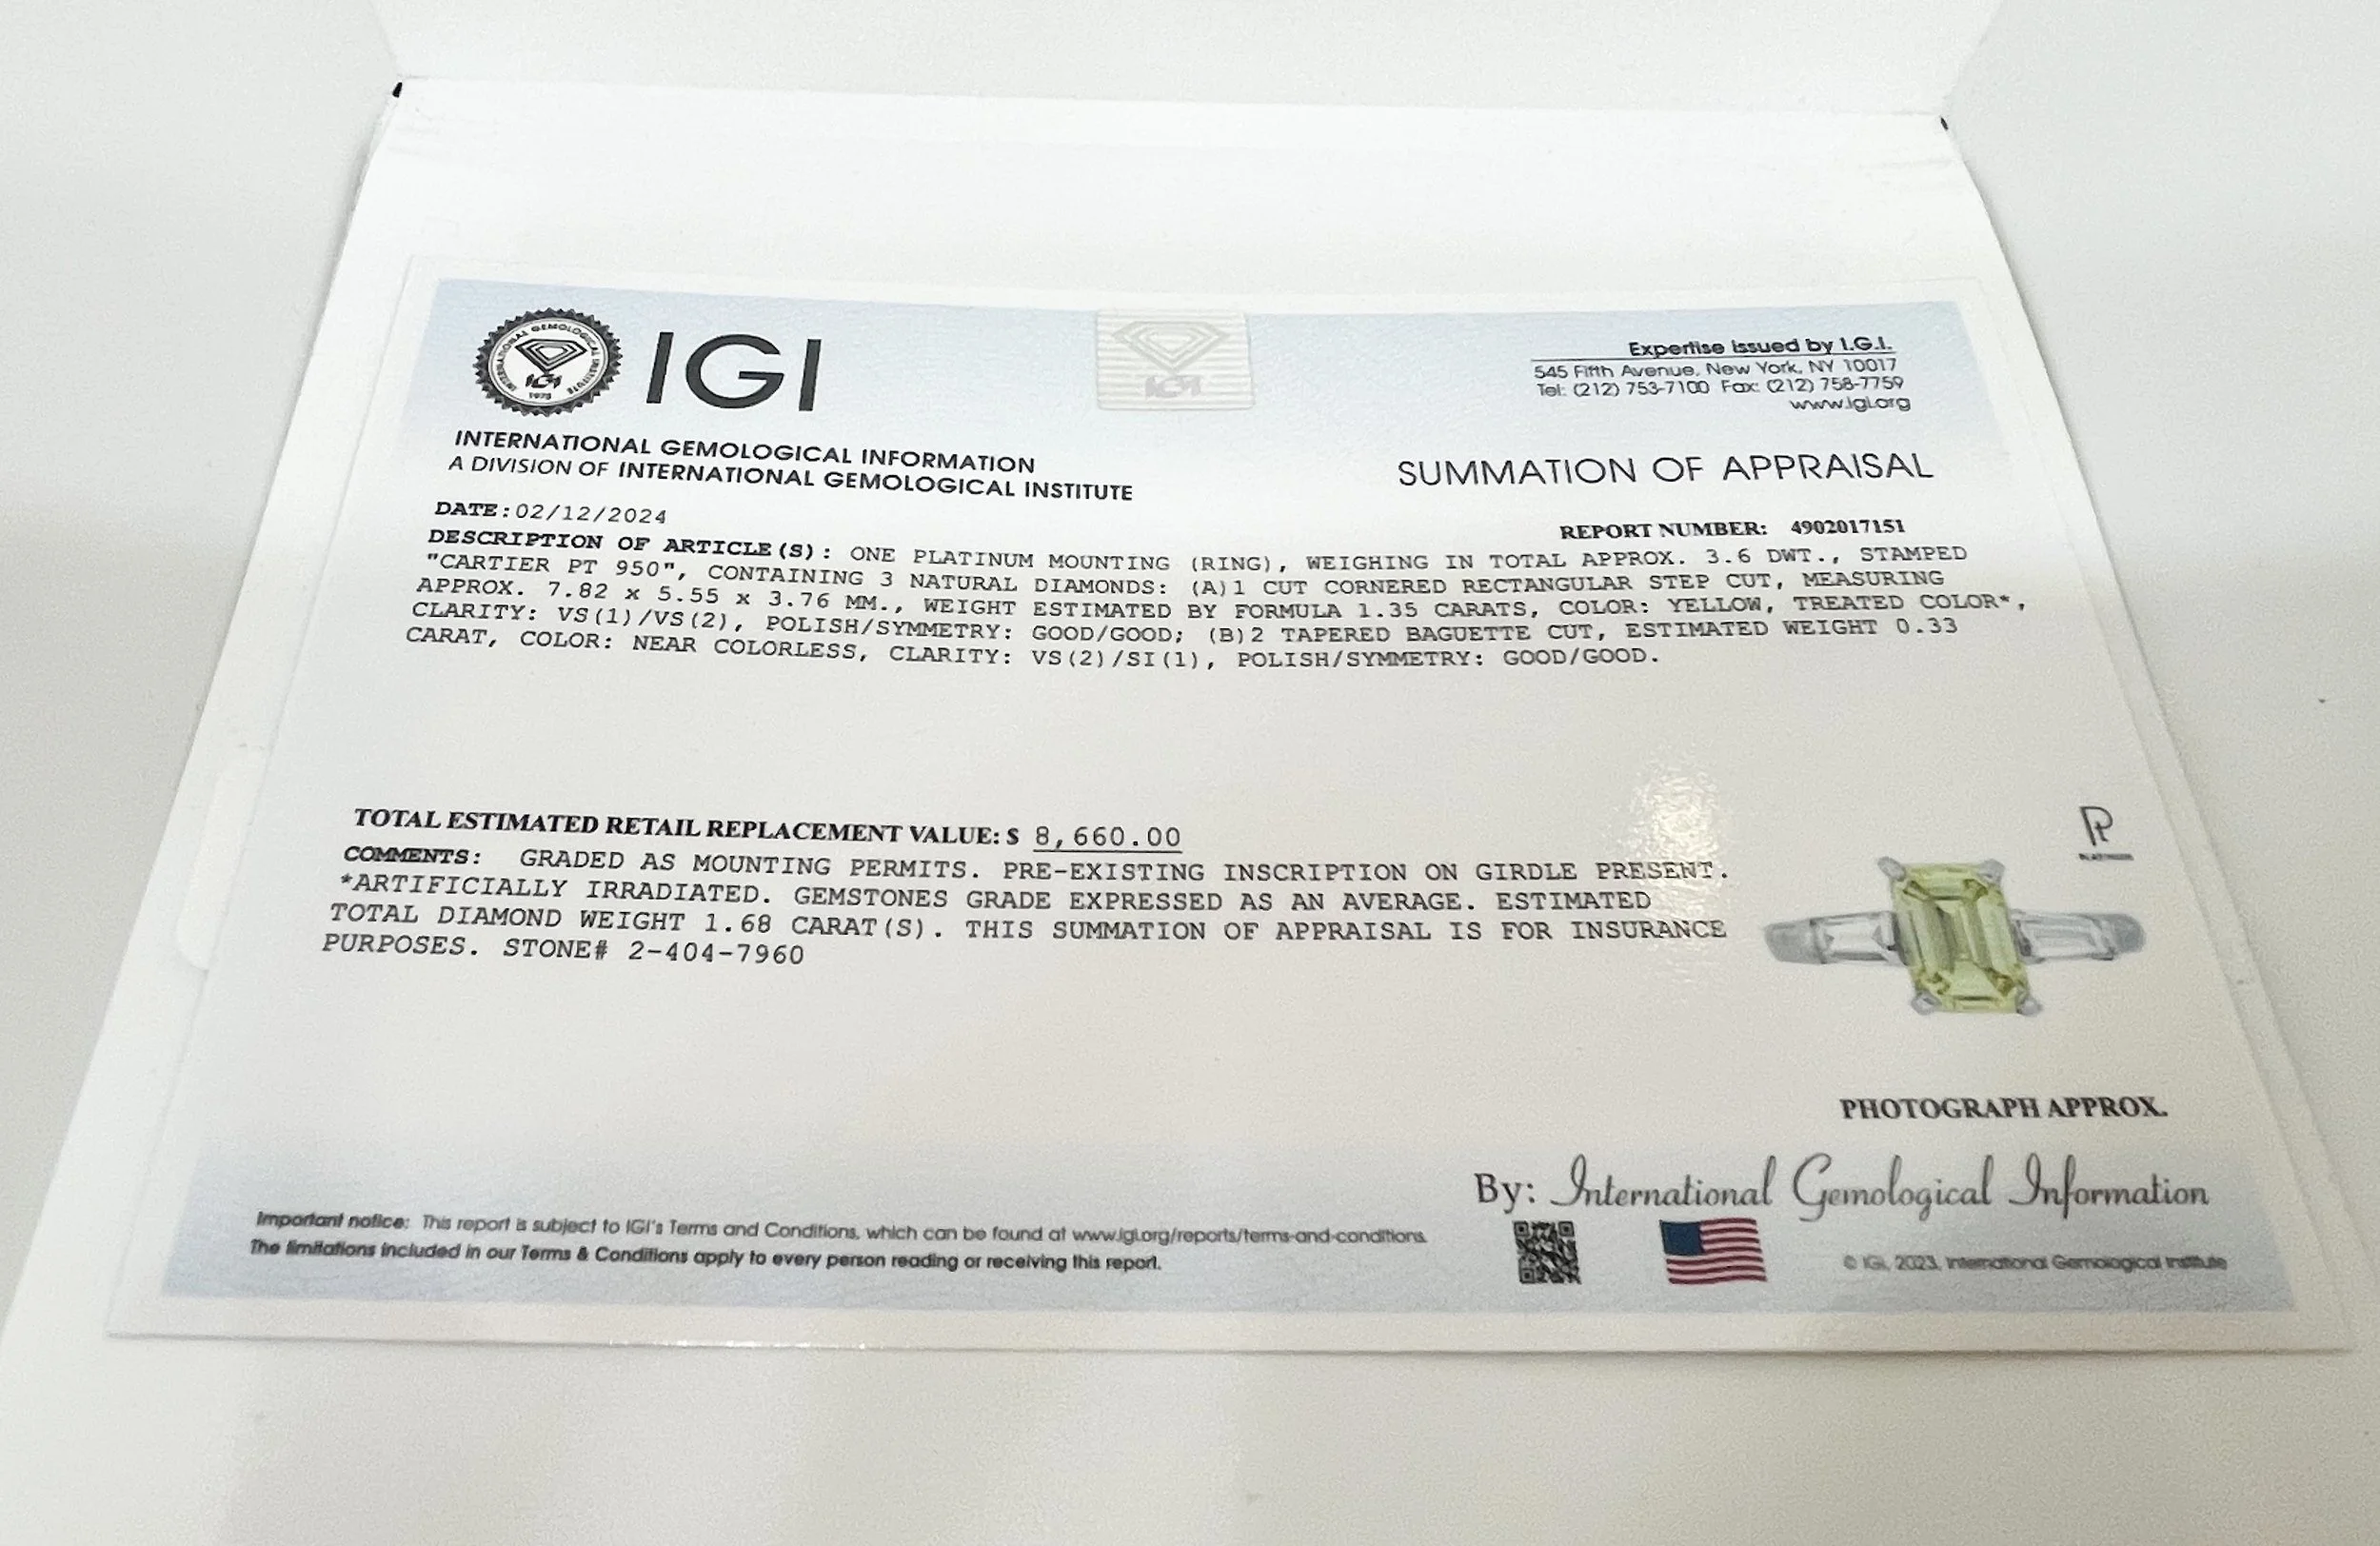 INTERNATIONAL GEMOLOGICAL INSTITUTE
IGI
1975
IGI
IGI
Expertise issued by I.G.I.
545 Fifth Avenue, New York, NY 10017
Tel: (212) 753-7100 Fax: (212) 758-7759
www.igi.org
INTERNATIONAL GEMOLOGICAL INFORMATION
A DIVISION OF INTERNATIONAL GEMOLOGICAL INSTITUTE
SUMMATION OF APPRAISAL
DATE:02/12/2024
REPORT NUMBER: 4902017151
DESCRIPTION OF ARTICLE(S): ONE PLATINUM MOUNTING (RING), WEIGHING IN TOTAL APPROX. 3.6 DWT., STAMPED
"CARTIER PT 950", CONTAINING 3 NATURAL DIAMONDS: (A)1 CUT CORNERED RECTANGULAR STEP CUT, MEASURING
APPROX. 7.82 x 5.55 x 3.76 MM., WEIGHT ESTIMATED BY FORMULA 1.35 CARATS, COLOR: YELLOW, TREATED COLOR*,
CLARITY: VS(1)/VS(2), POLISH/SYMMETRY: GOOD/GOOD; (B)2 TAPERED BAGUETTE CUT, ESTIMATED WEIGHT 0.33
CARAT, COLOR: NEAR COLORLESS, CLARITY: VS(2)/SI(1), POLISH/SYMMETRY: GOOD/GOOD.
TOTAL ESTIMATED RETAIL REPLACEMENT VALUE: $ 8,660.00
COMMENTS: GRADED AS MOUNTING PERMITS. PRE-EXISTING INSCRIPTION ON GIRDLE PRESENT.
*ARTIFICIALLY IRRADIATED. GEMSTONES GRADE EXPRESSED AS AN AVERAGE. ESTIMATED
TOTAL DIAMOND WEIGHT 1.68 CARAT(S). THIS SUMMATION OF APPRAISAL IS FOR INSURANCE
PURPOSES. STONE# 2-404-7960
Pt
PLATINUM
PHOTOGRAPH APPROX.
By: International Gemological Information
Important notice: This report is subject to IGI's Terms and Conditions, which can be found at www.igi.org/reports/terms-and-conditions.
The limitations included in our Terms & Conditions apply to every person reading or receiving this report.
© IGI, 2023, International Gemological Institute